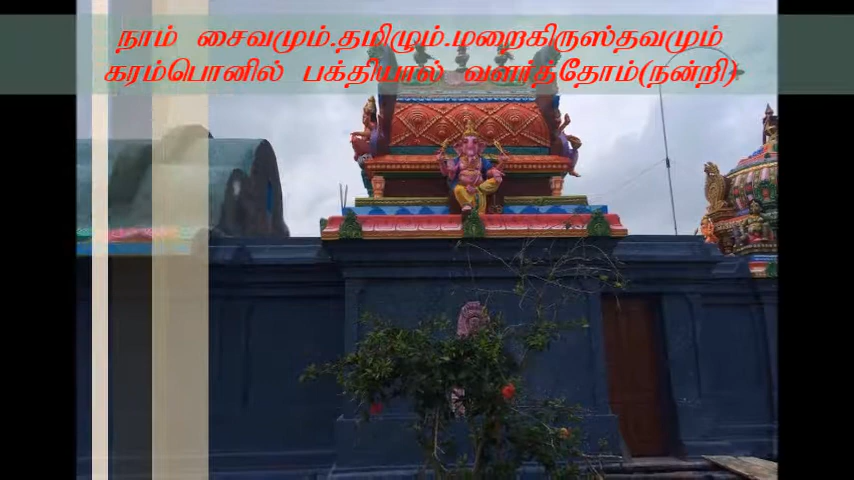 நாம் சைவமும்.தமிழும்.மறைகிருஸ்தவமும்
கரம்பொனில் பக்தியால் வளர்த்தோம்(நன்றி)